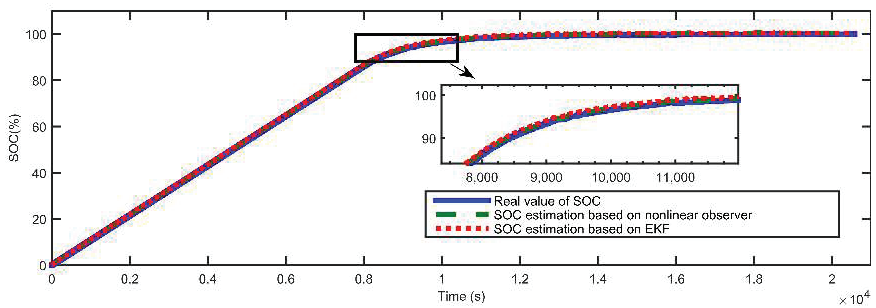 100
80
60
40
20
0
SOC(%)
100
90
8,000 9,000 10,000 11,000
Real value of SOC
SOC estimation based on nonlinear observer
SOC estimation based on EKF
0 0.2 0.4 0.6 0.8 1 1.2 1.4 1.6 1.8 2
Time (s)
×10⁴